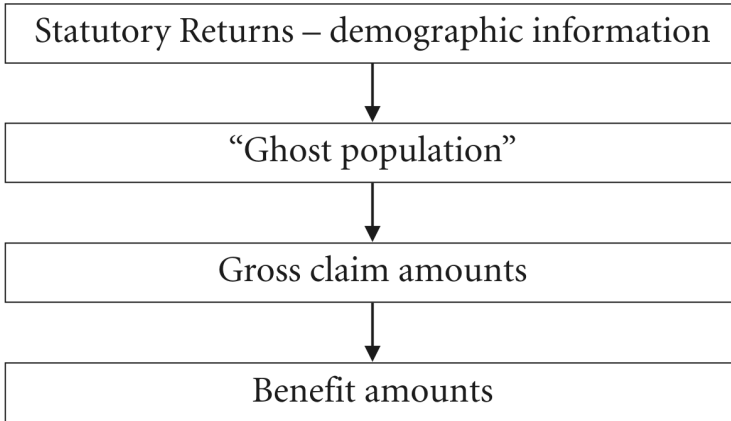 Statutory Returns – demographic information
“Ghost population”
Gross claim amounts
Benefit amounts